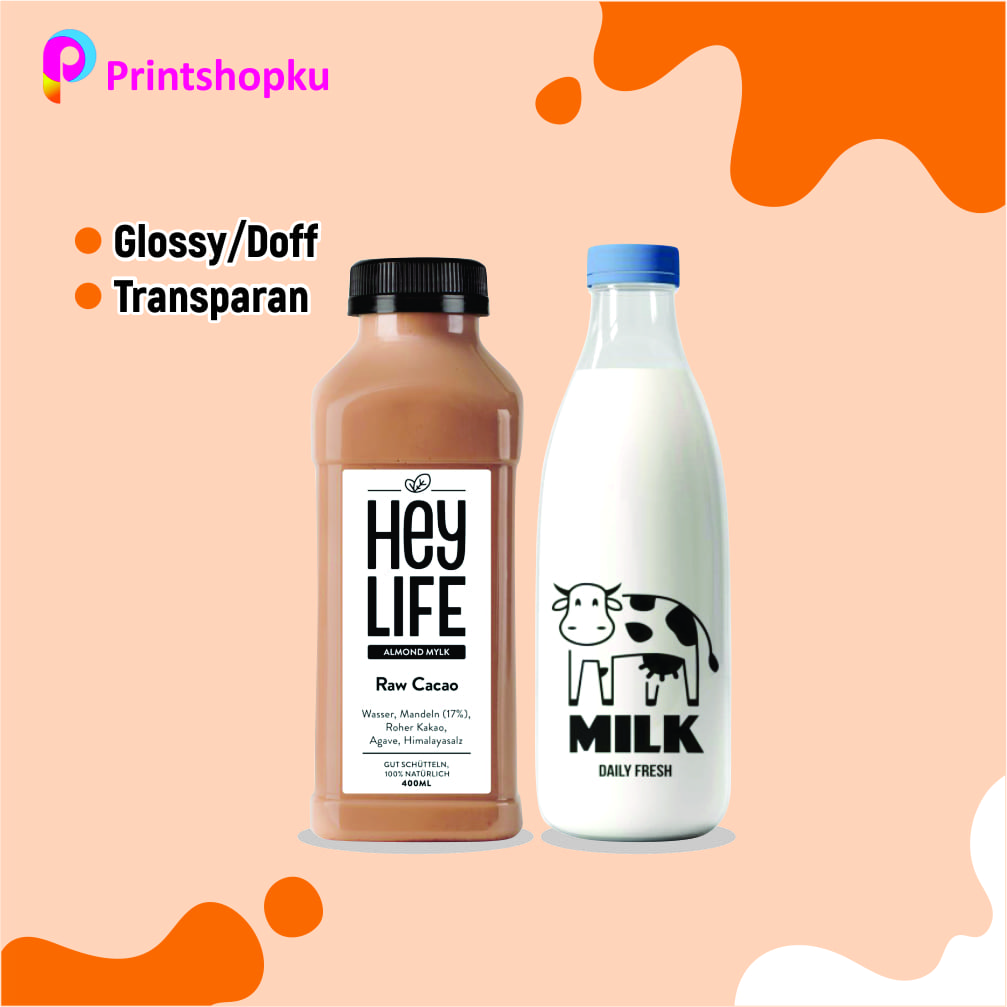 Printshopku
Glossy/Doff
Transparan
Hey
LIFE
ALMOND MYLK
Raw Cacao
Wasser, Mandeln (17%),
Roher Kakao,
Agave, Himalayasalz
GUT SCHÜTTELN,
100% NATÜRLICH
400ML
MILK
DAILY FRESH